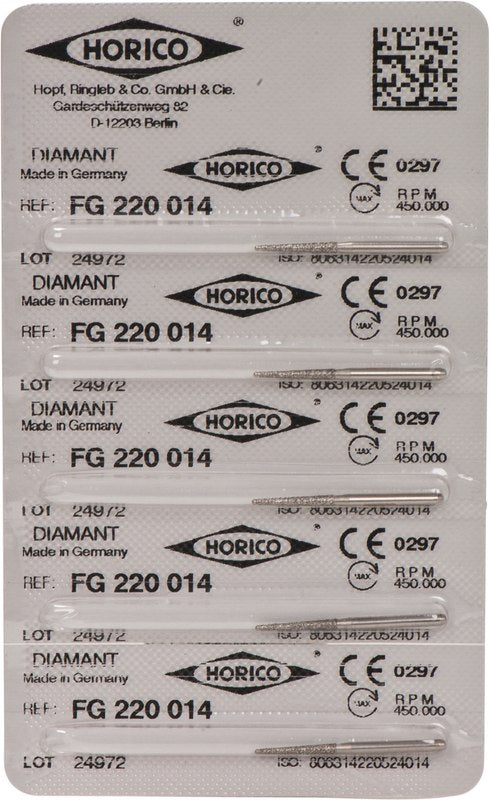 HORICO ®
Hopf, Ringleb & Co. GmbH & Cie.
Gardeschützenweg 82
D-12203 Berlin
DIAMANT HORICO ® CE 0297
Made in Germany
MAX RPM
REF: FG 220 014 450.000
LOT 24972 ISO: 806314220524014
DIAMANT HORICO ® CE 0297
Made in Germany
MAX RPM
REF: FG 220 014 450.000
LOT 24972 ISO: 806314220524014
DIAMANT HORICO ® CE 0297
Made in Germany
MAX RPM
REF: FG 220 014 450.000
LOT 24972 ISO: 806314220524014
DIAMANT HORICO ® CE 0297
Made in Germany
MAX RPM
REF: FG 220 014 450.000
LOT 24972 ISO: 806314220524014
DIAMANT HORICO ® CE 0297
Made in Germany
MAX RPM
REF: FG 220 014 450.000
LOT 24972 ISO: 806314220524014